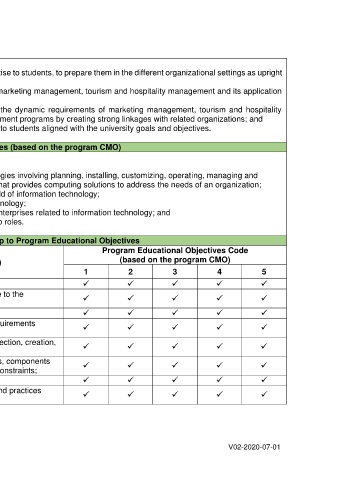 tise to students, to prepare them in the different organizational settings as upright
marketing management, tourism and hospitality management and its application
the dynamic requirements of marketing management, tourism and hospitality
ment programs by creating strong linkages with related organizations; and
to students aligned with the university goals and objectives.
es (based on the program CMO)
ogies involving planning, installing, customizing, operating, managing and
hat provides computing solutions to address the needs of an organization;
ld of information technology;
nology;
nterprises related to information technology; and
o roles.
p to Program Educational Objectives
) Program Educational Objectives Code
(based on the program CMO)
1 2 3 4 5
✓ ✓ ✓ ✓ ✓
e to the ✓ ✓ ✓ ✓ ✓
✓ ✓ ✓ ✓ ✓
uirements ✓ ✓ ✓ ✓ ✓
ection, creation, ✓ ✓ ✓ ✓ ✓
s, components
onstraints; ✓ ✓ ✓ ✓ ✓
✓ ✓ ✓ ✓ ✓
nd practices ✓ ✓ ✓ ✓ ✓
V02-2020-07-01